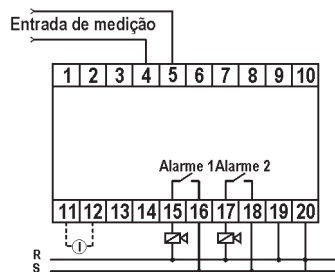 Entrada de medição
1 2 3 4 5 6 7 8 9 10
Alarme 1 Alarme 2
11 12 13 14 15 16 17 18 19 20
I
R
S